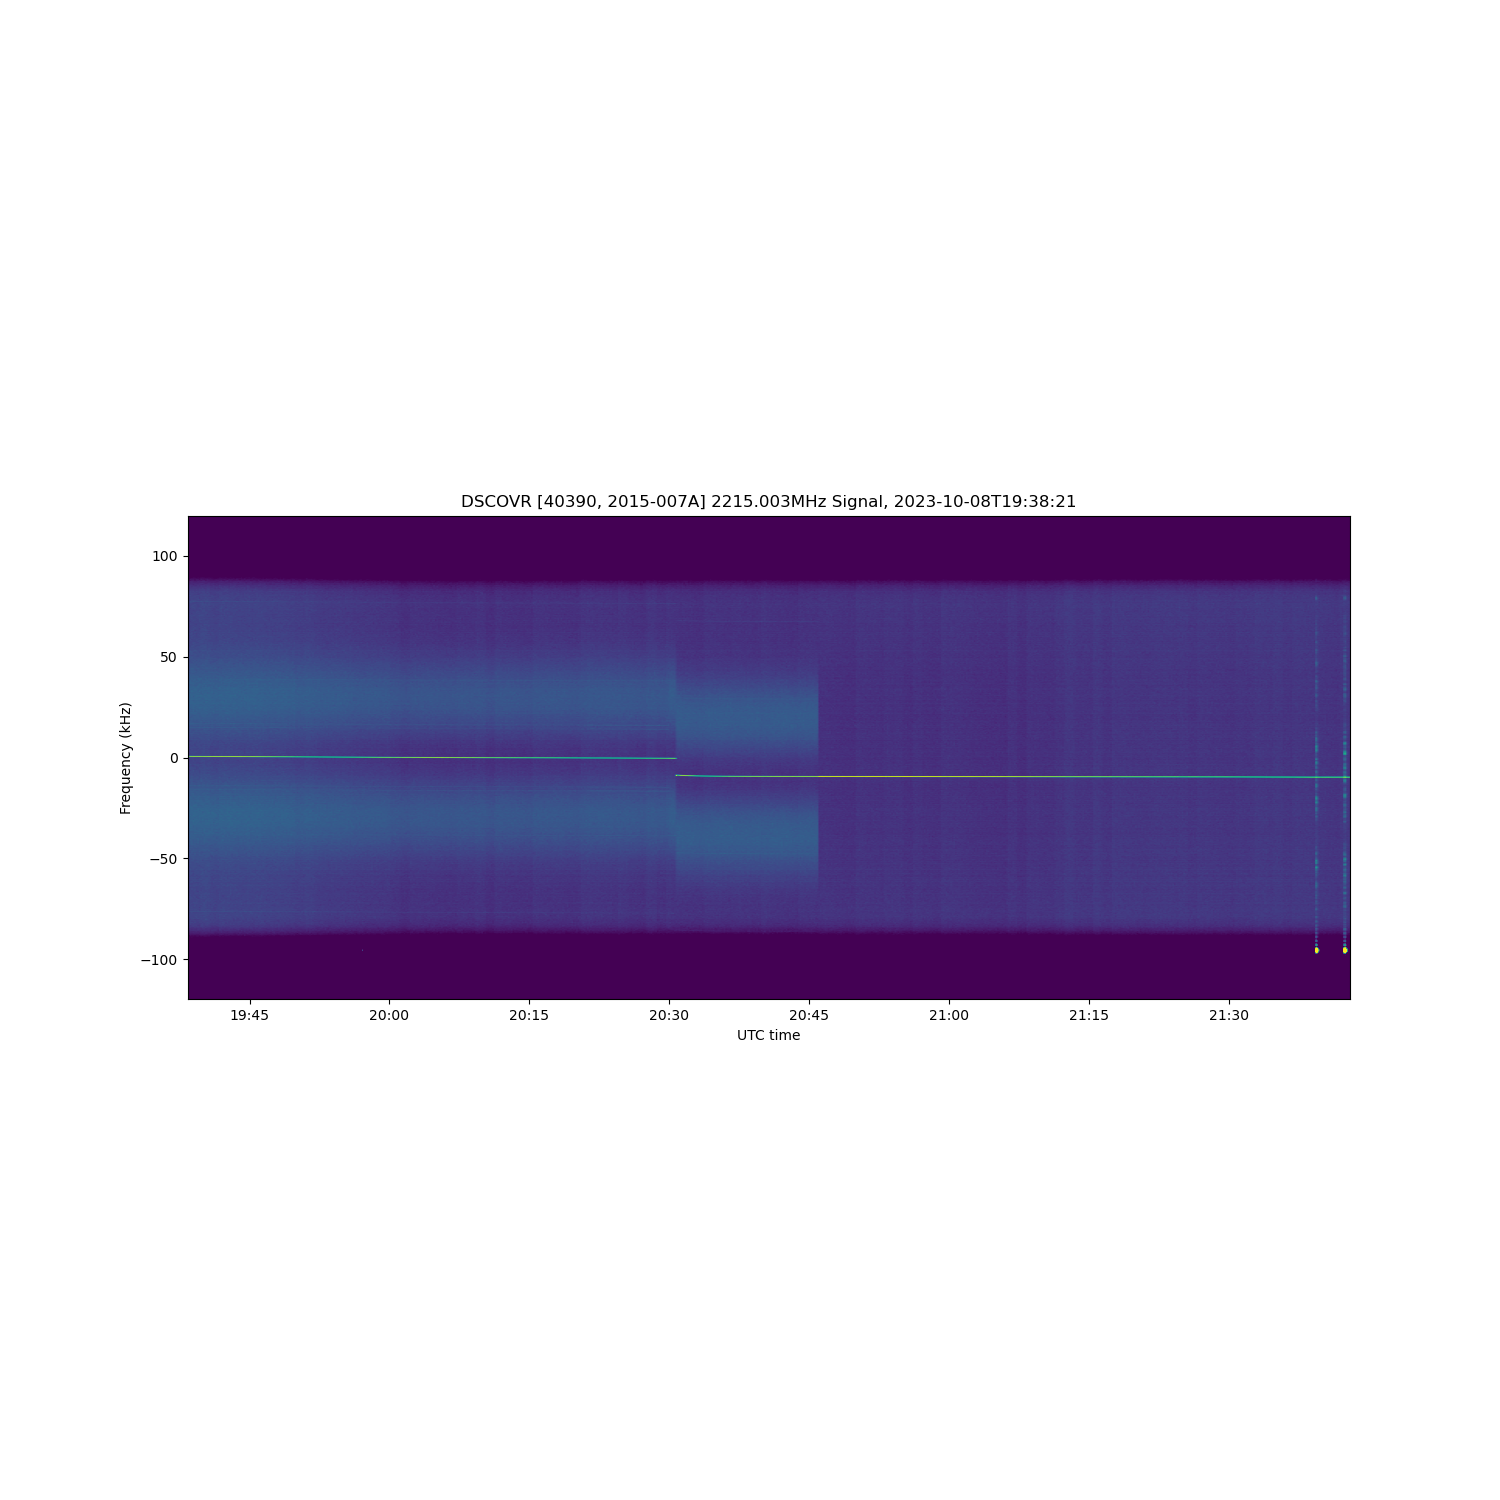 DSCOVR [40390, 2015-007A] 2215.003MHz Signal, 2023-10-08T19:38:21
100
50
0
−50
−100
Frequency (kHz)
19:45 20:00 20:15 20:30 20:45 21:00 21:15 21:30
UTC time